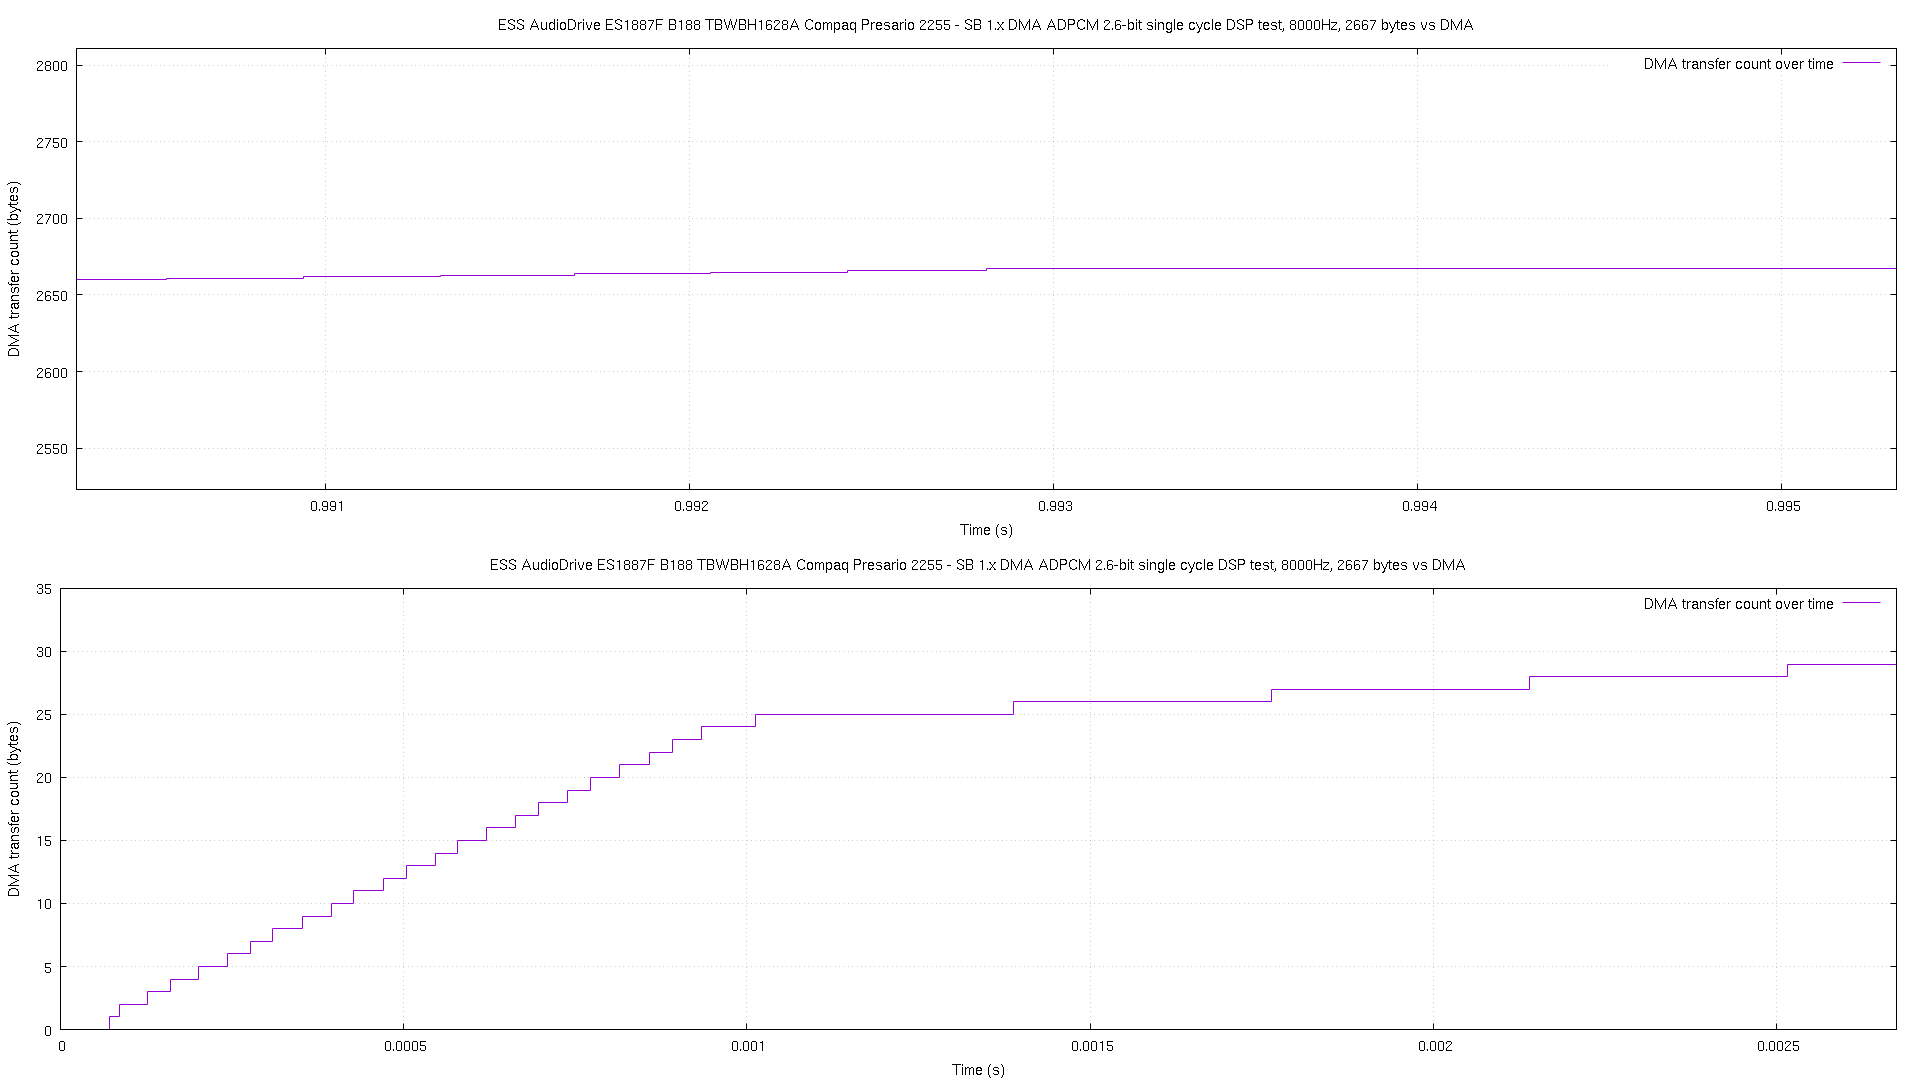 ESS AudioDrive ES1887F B188 TBWBH1628A Compaq Presario 2255 - SB 1.x DMA ADPCM 2.6-bit single cycle DSP test, 8000Hz, 2667 bytes vs DMA
DMA transfer count over time
2800
2750
2700
2650
2600
2550
DMA transfer count (bytes)
0.991 0.992 0.993 0.994 0.995
Time (s)
ESS AudioDrive ES1887F B188 TBWBH1628A Compaq Presario 2255 - SB 1.x DMA ADPCM 2.6-bit single cycle DSP test, 8000Hz, 2667 bytes vs DMA
DMA transfer count over time
35
30
25
20
15
10
5
0
DMA transfer count (bytes)
0 0.0005 0.001 0.0015 0.002 0.0025
Time (s)